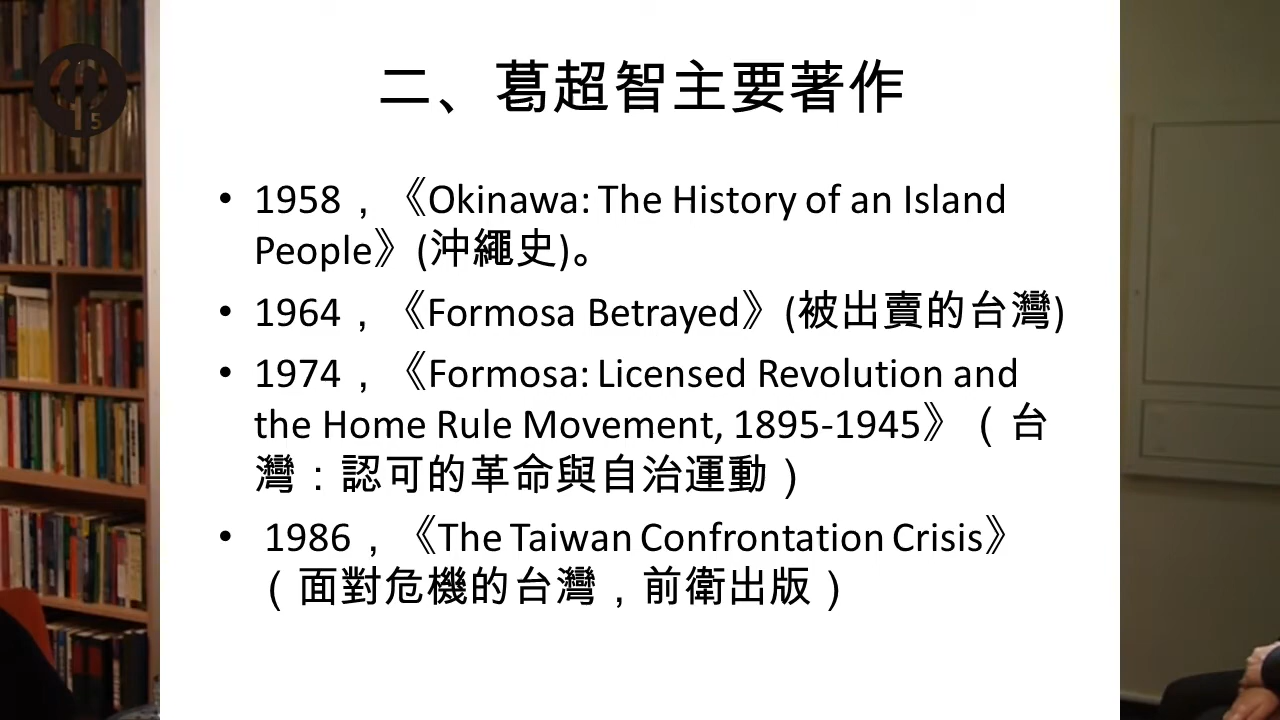 二、葛超智主要著作
• 1958，《Okinawa: The History of an Island
People》(沖繩史)。
• 1964，《Formosa Betrayed》(被出賣的台灣)
• 1974，《Formosa: Licensed Revolution and
the Home Rule Movement, 1895-1945》（台
灣：認可的革命與自治運動）
• 1986，《The Taiwan Confrontation Crisis》
（面對危機的台灣，前衛出版）
5